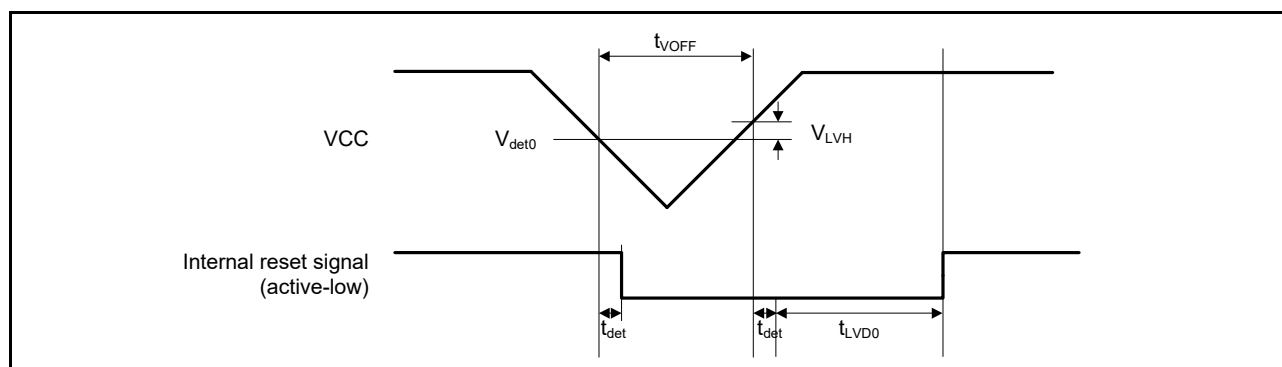 tVOFF
VCC
Vdet0
VLVH
Internal reset signal
(active-low)
tdet
tdet
tLVD0